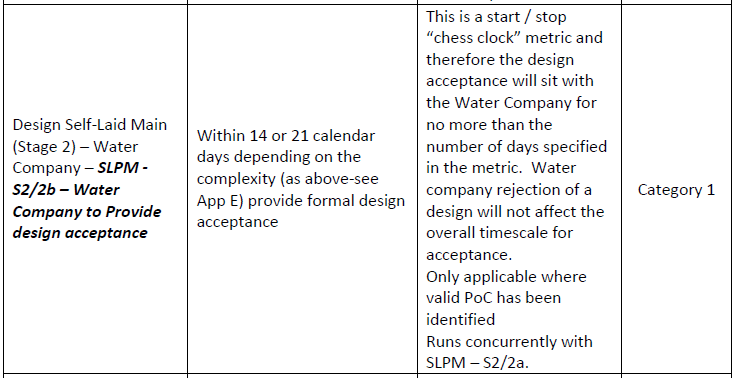 Design Self-Laid Main
(Stage 2) – Water
Company – SLPM -
S2/2b – Water
Company to Provide
design acceptance
Within 14 or 21 calendar
days depending on the
complexity (as above-see
App E) provide formal design
acceptance
This is a start / stop
“chess clock” metric and
therefore the design
acceptance will sit with
the Water Company for
no more than the
number of days specified
in the metric.  Water
company rejection of a
design will not affect the
overall timescale for
acceptance.
Only applicable where
valid PoC has been
identified
Runs concurrently with
SLPM – S2/2a.
Category 1